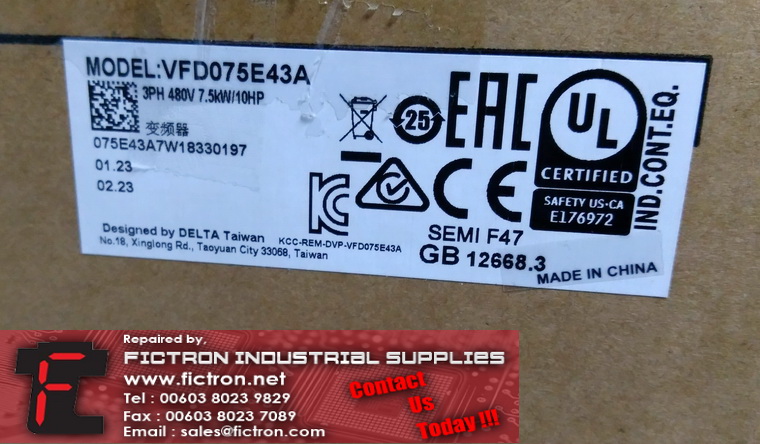 MODEL:VFD075E43A
3PH 480V 7.5kW/10HP
变频器
075E43A7W18330197
01.23
02.23
Designed by DELTA Taiwan
No.18, Xinglong Rd., Taoyuan City 33068, Taiwan
KCC-REM-DVP-VFD075E43A
25
EAC
CE
KC
SEMI F47
GB 12668.3
UL
CERTIFIED
SAFETY US-CA
E176972
IND.CONT.EQ.
MADE IN CHINA
Repaired by,
FICTRON INDUSTRIAL SUPPLIES
www.fictron.net
Tel : 00603 8023 9829
Fax : 00603 8023 7089
Email : sales@fictron.com
Contact
Us
Today !!!